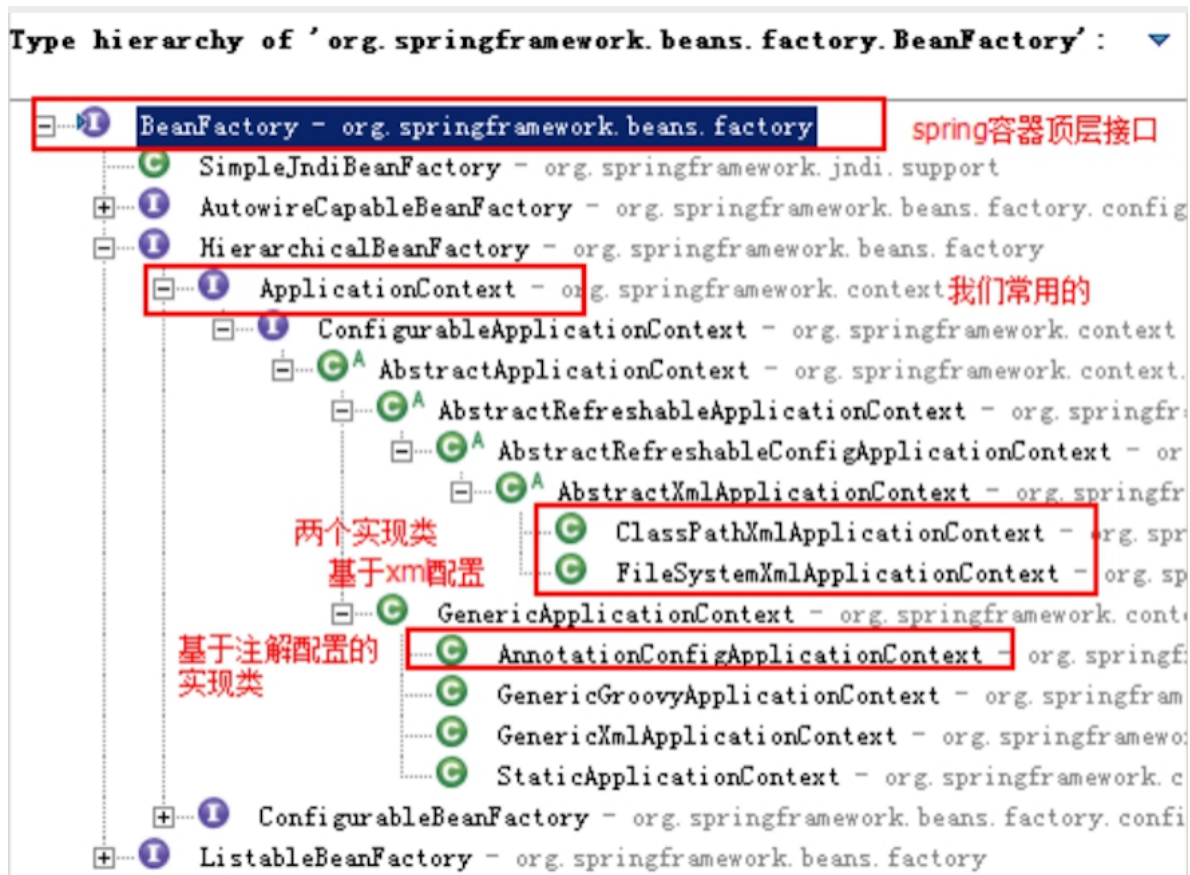 Type hierarchy of 'org.springframework.beans.factory.BeanFactory':
BeanFactory - org.springframework.beans.factory spring容器顶层接口
SimpleJndiBeanFactory - org.springframework.jndi.support
AutowireCapableBeanFactory - org.springframework.beans.factory.config
HierarchicalBeanFactory - org.springframework.beans.factory
ApplicationContext - org.springframework.context 我们常用的
ConfigurableApplicationContext - org.springframework.context
AbstractApplicationContext - org.springframework.context.
AbstractRefreshableApplicationContext - org.springfr
AbstractRefreshableConfigApplicationContext - or
AbstractXmlApplicationContext - org.springfr
两个实现类 ClassPathXmlApplicationContext - org.spr
基于xml配置 FileSystemXmlApplicationContext - org.sp
GenericApplicationContext - org.springframework.cont
基于注解配置的 AnnotationConfigApplicationContext - org.springf
实现类 GenericGroovyApplicationContext - org.springfram
GenericXmlApplicationContext - org.springframewo
StaticApplicationContext - org.springframework.c
ConfigurableBeanFactory - org.springframework.beans.factory.confi
ListableBeanFactory - org.springframework.beans.factory